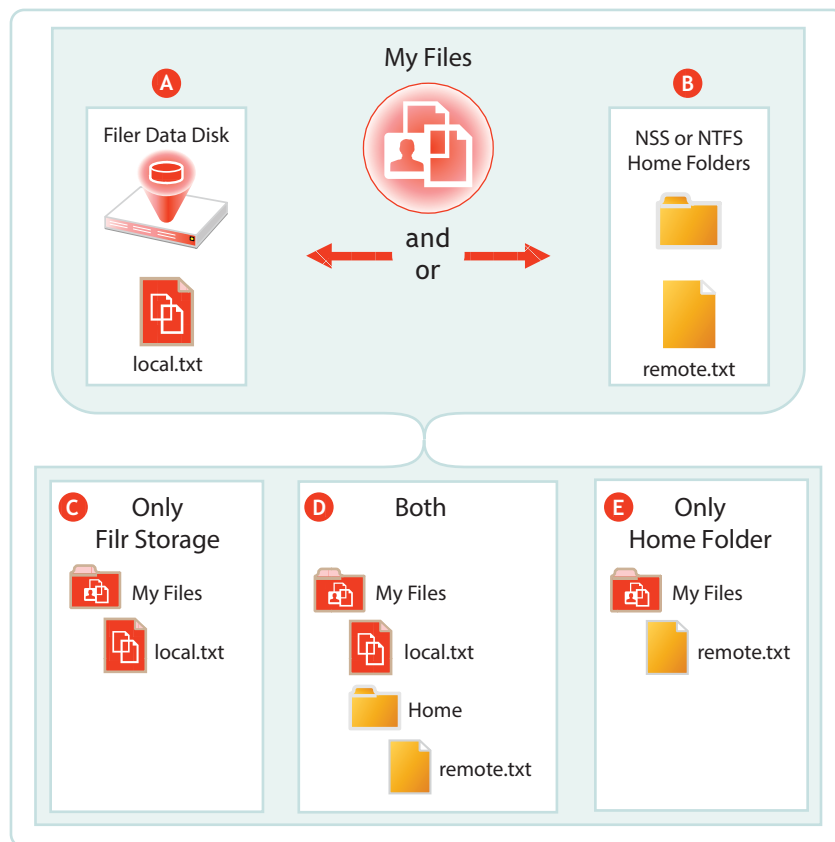 My Files
A
Filer Data Disk
local.txt
and
or
B
NSS or NTFS
Home Folders
remote.txt
C
Only
Filr Storage
My Files
local.txt
D
Both
My Files
local.txt
Home
remote.txt
E
Only
Home Folder
My Files
remote.txt